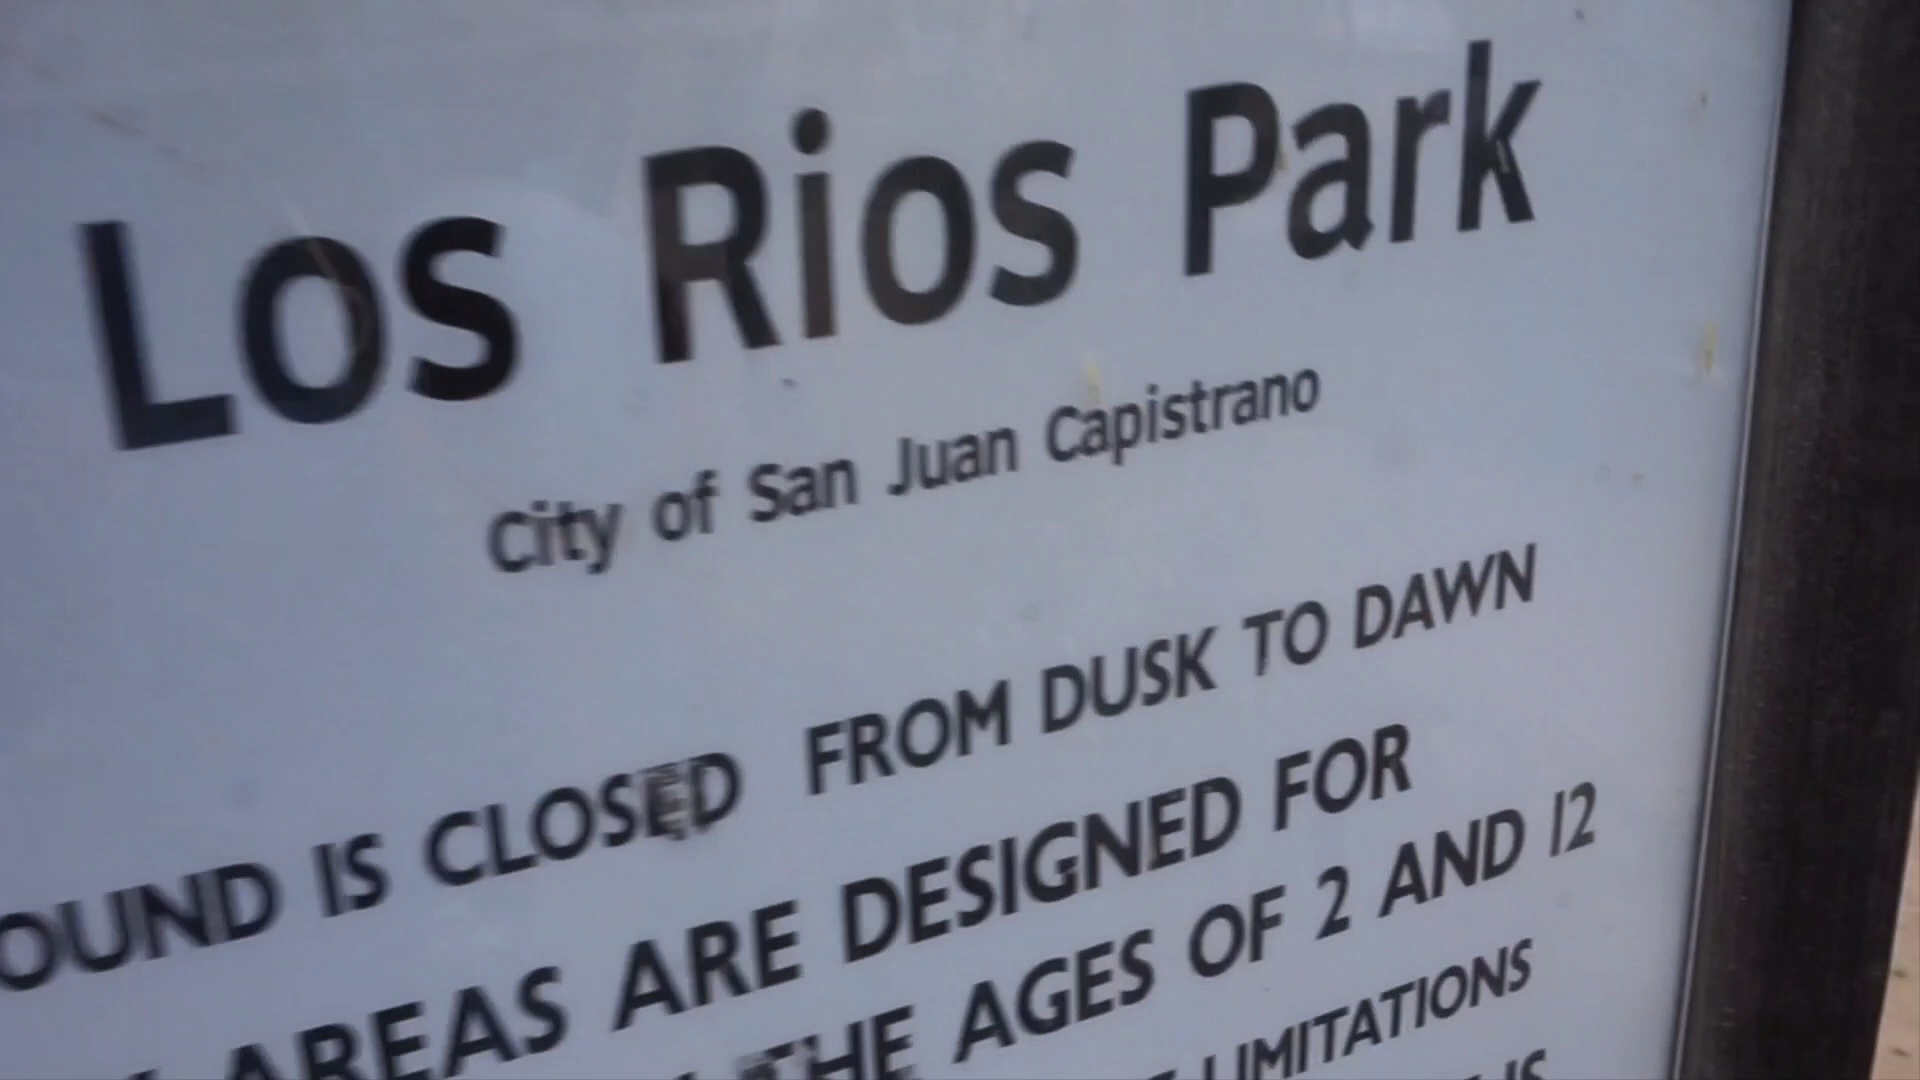 Los Rios Park
City of San Juan Capistrano
OUND IS CLOSED FROM DUSK TO DAWN
AREAS ARE DESIGNED FOR
THE AGES OF 2 AND 12
LIMITATIONS
IS